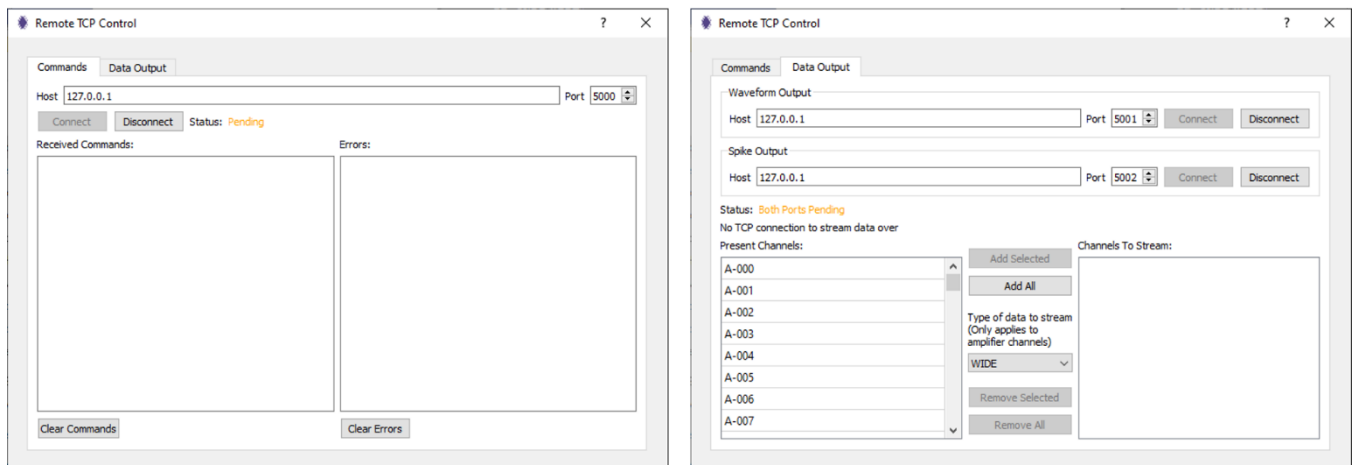 Remote TCP Control ? X
Commands Data Output
Host 127.0.0.1 Port 5000
Connect Disconnect Status: Pending
Received Commands: Errors:
Clear Commands Clear Errors
Remote TCP Control ? X
Commands Data Output
Waveform Output
Host 127.0.0.1 Port 5001 Connect Disconnect
Spike Output
Host 127.0.0.1 Port 5002 Connect Disconnect
Status: Both Ports Pending
No TCP connection to stream data over
Present Channels: Channels To Stream:
A-000
A-001
A-002
A-003
A-004
A-005
A-006
A-007
Add Selected
Add All
Type of data to stream
(Only applies to
amplifier channels)
WIDE
Remove Selected
Remove All